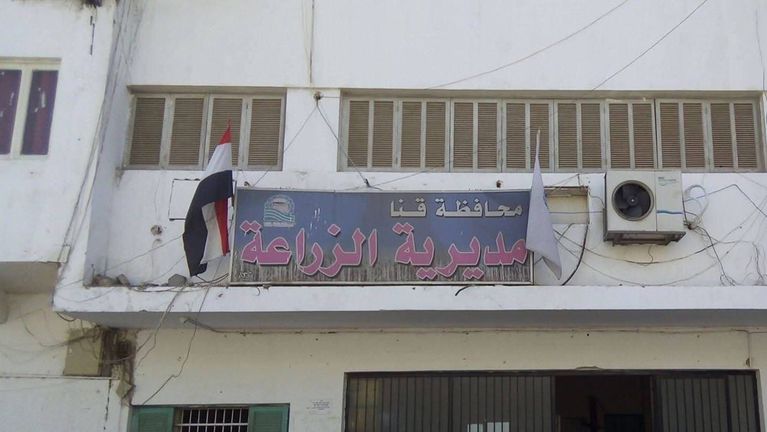 محافظة قنا
مديرية الزراعة